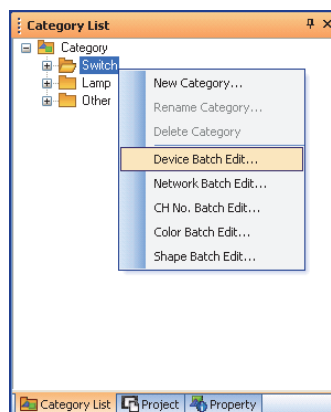 Category List
Category
Switch
Lamp
Other
New Category...
Rename Category...
Delete Category
Device Batch Edit...
Network Batch Edit...
CH No. Batch Edit...
Color Batch Edit...
Shape Batch Edit...
Category List Project Property